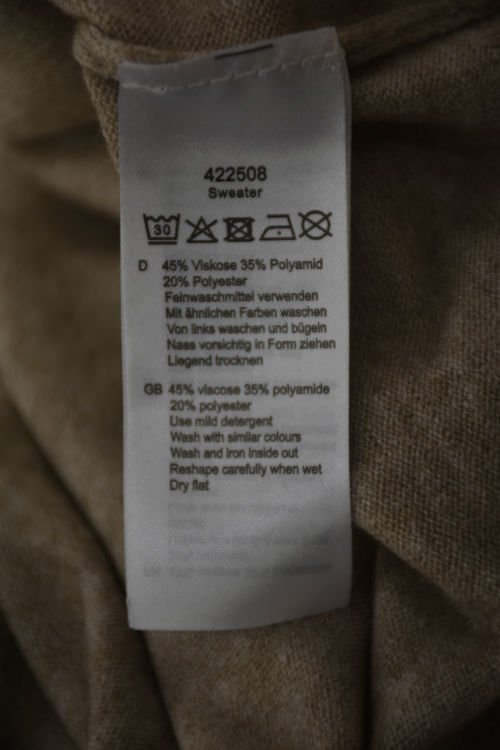 422508
Sweater
30
D 45% Viskose 35% Polyamid
20% Polyester
Feinwaschmittel verwenden
Mit ähnlichen Farben waschen
Von links waschen und bügeln
Nass vorsichtig in Form ziehen
Liegend trocknen
GB 45% viscose 35% polyamide
20% polyester
Use mild detergent
Wash with similar colours
Wash and iron inside out
Reshape carefully when wet
Dry flat